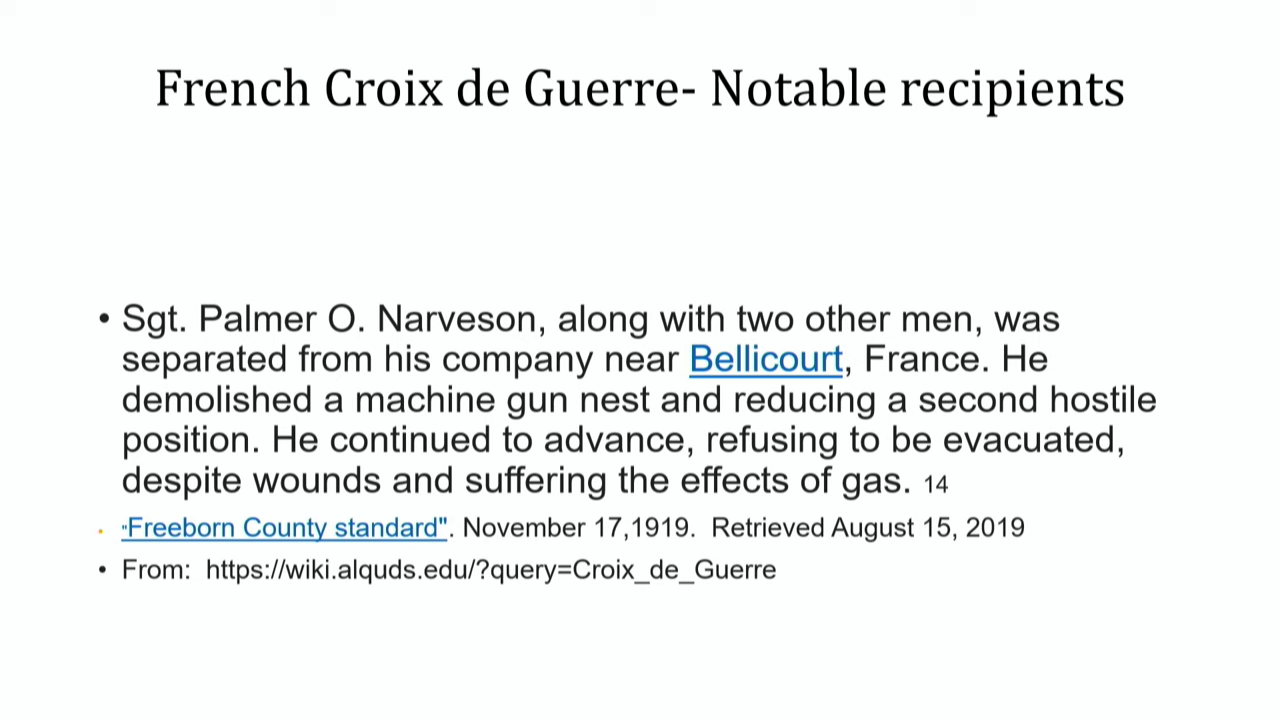 French Croix de Guerre- Notable recipients
• Sgt. Palmer O. Narveson, along with two other men, was
separated from his company near Bellicourt, France. He
demolished a machine gun nest and reducing a second hostile
position. He continued to advance, refusing to be evacuated,
despite wounds and suffering the effects of gas. 14
• "Freeborn County standard". November 17,1919. Retrieved August 15, 2019
• From: https://wiki.alquds.edu/?query=Croix_de_Guerre